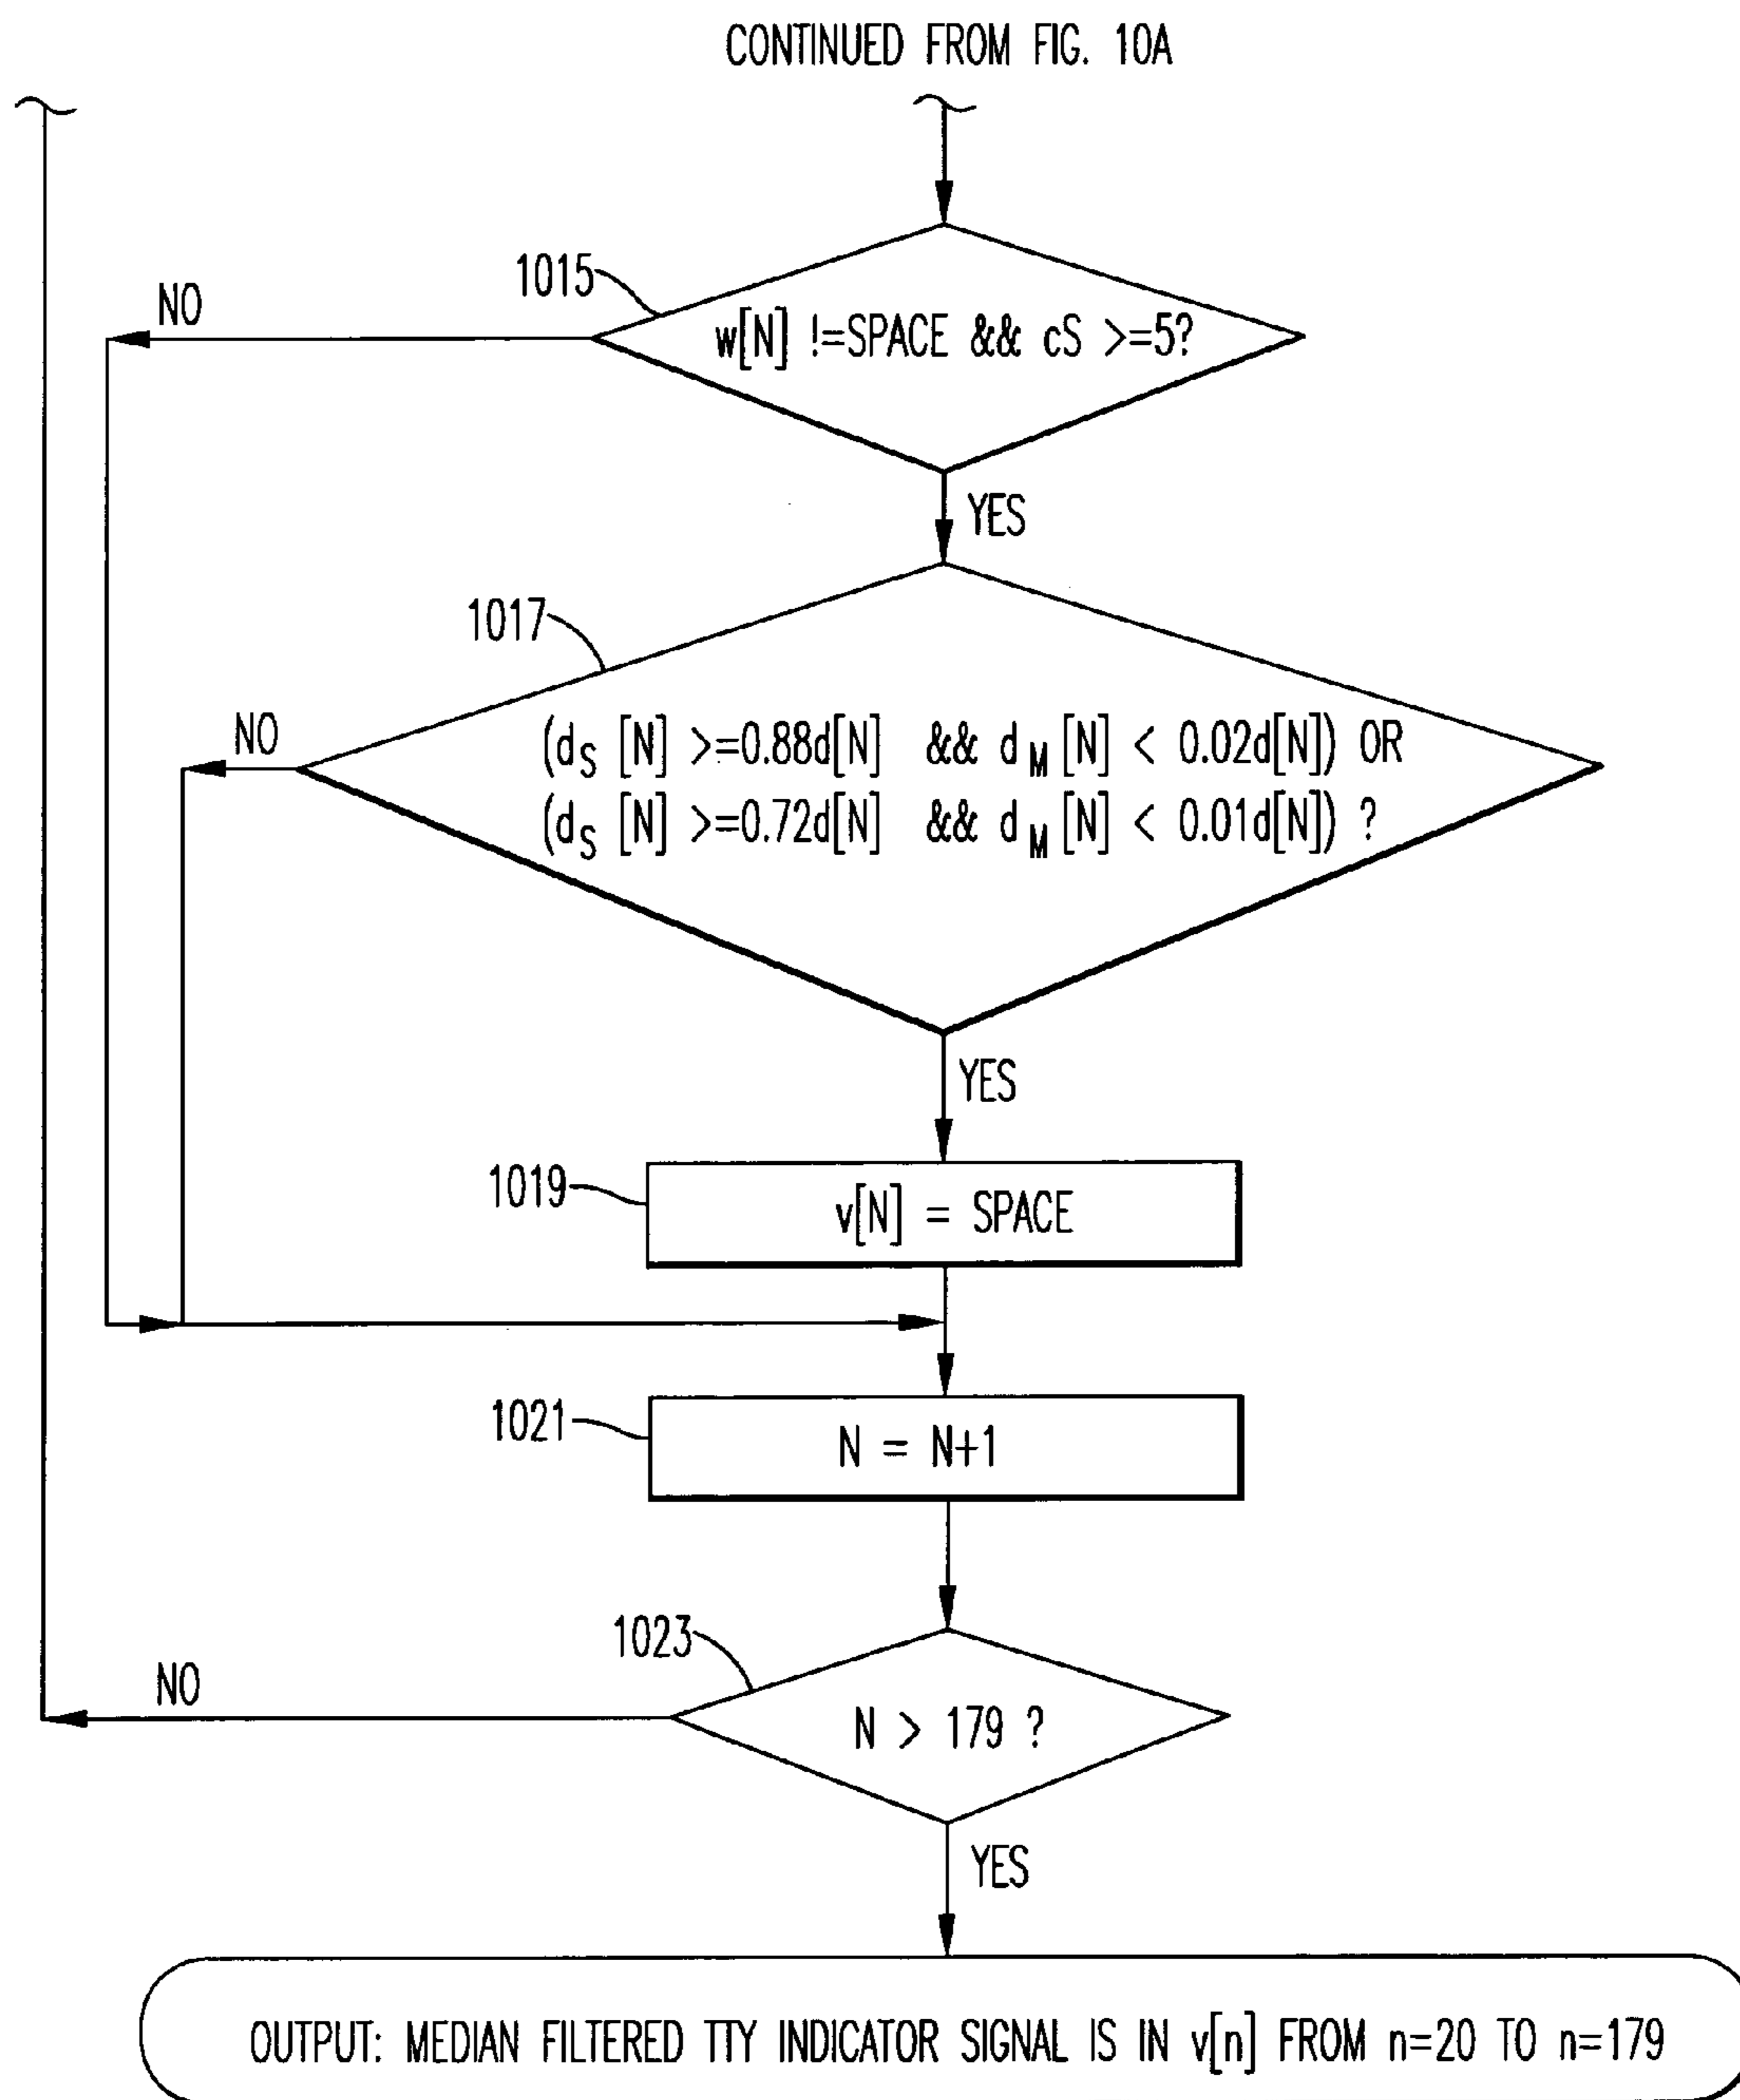 CONTINUED FROM FIG. 10A
1015
NO
w[N] !=SPACE && cS >=5?
YES
1017
NO
(dS [N] >=0.88d[N] && dM [N] < 0.02d[N]) OR
(dS [N] >=0.72d[N] && dM [N] < 0.01d[N]) ?
YES
1019
v[N] = SPACE
1021
N = N+1
1023
NO
N > 179 ?
YES
OUTPUT: MEDIAN FILTERED TTY INDICATOR SIGNAL IS IN v[n] FROM n=20 TO n=179